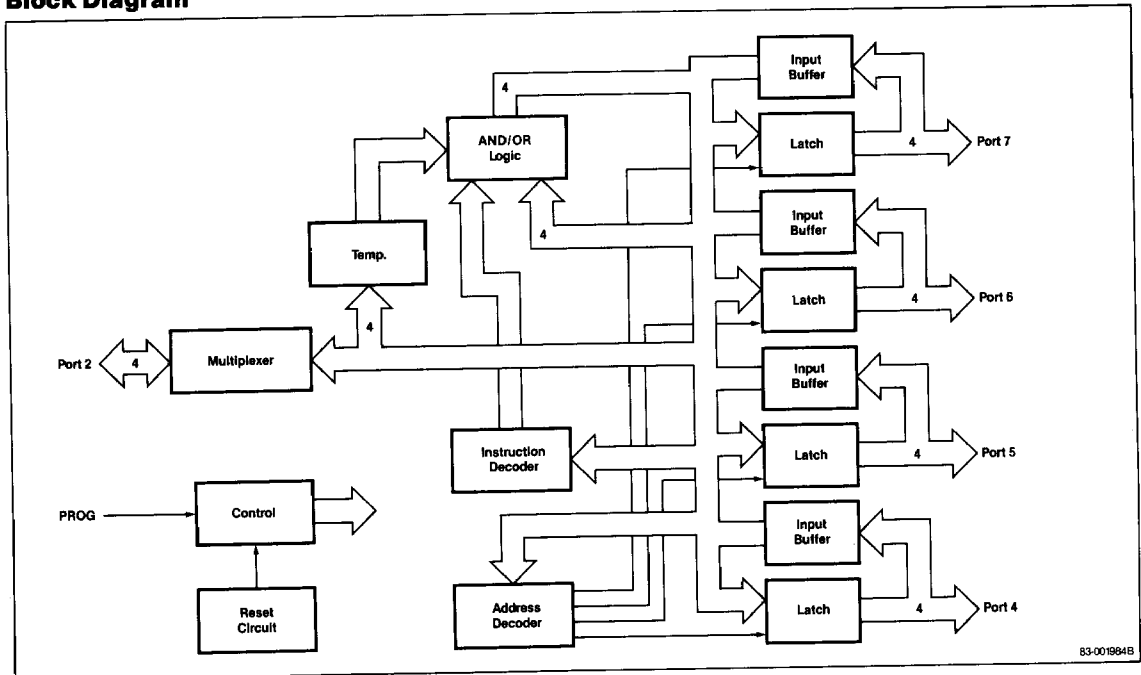 Block Diagram
4
AND/OR
Logic
Input
Buffer
Latch
4
Port 7
Temp.
4
Input
Buffer
Latch
4
Port 6
Port 2
4
Multiplexer
4
Input
Buffer
Latch
4
Port 5
Instruction
Decoder
PROG
Control
Input
Buffer
Reset
Circuit
Address
Decoder
Latch
4
Port 4
83-001984B